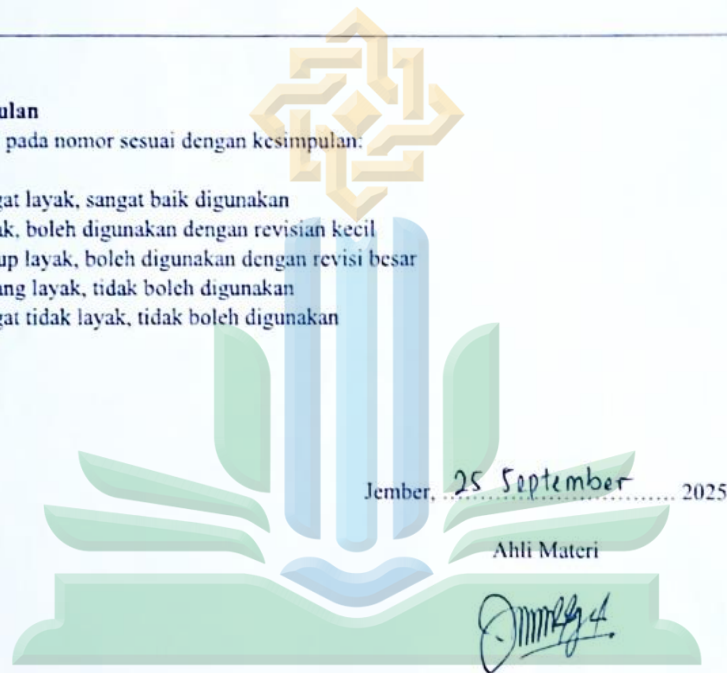 ulan
pada nomor sesuai dengan kesimpulan:
gat layak, sangat baik digunakan
ak, boleh digunakan dengan revisian kecil
up layak, boleh digunakan dengan revisi besar
ang layak, tidak boleh digunakan
gat tidak layak, tidak boleh digunakan
Jember, 25 September 2025
Ahli Materi